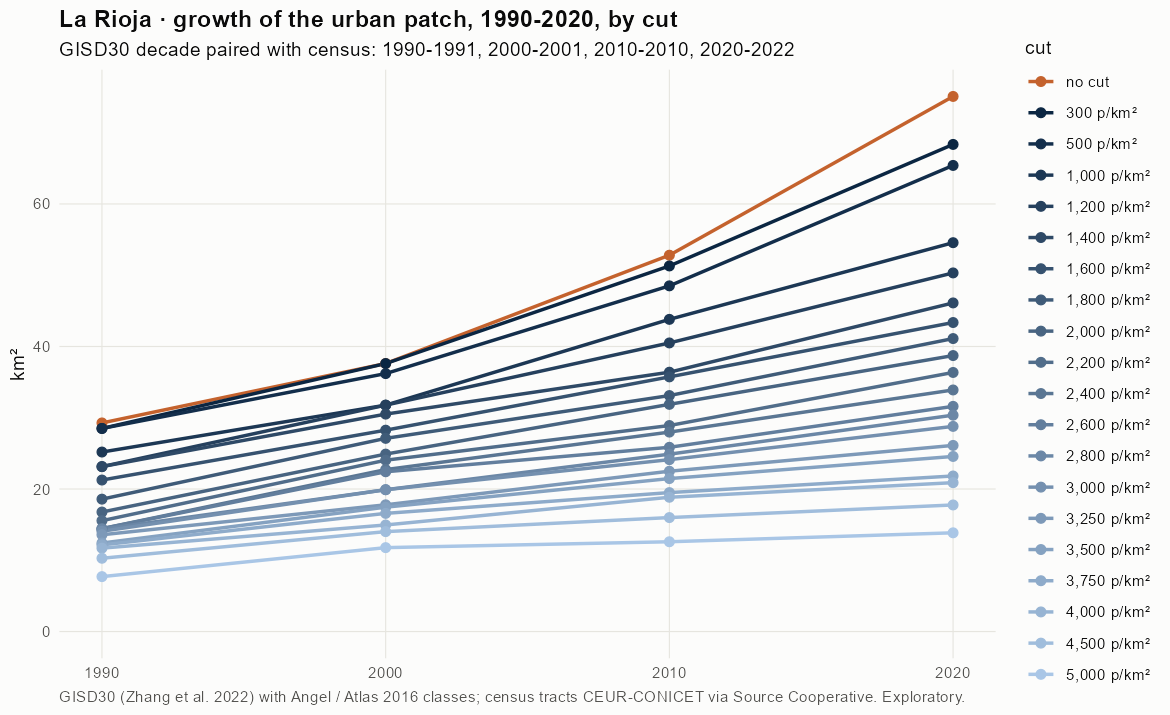 La Rioja · growth of the urban patch, 1990-2020, by cut
GISD30 decade paired with census: 1990-1991, 2000-2001, 2010-2010, 2020-2022
km²
60
40
20
0
1990
2000
2010
2020
cut
no cut
300 p/km²
500 p/km²
1,000 p/km²
1,200 p/km²
1,400 p/km²
1,600 p/km²
1,800 p/km²
2,000 p/km²
2,200 p/km²
2,400 p/km²
2,600 p/km²
2,800 p/km²
3,000 p/km²
3,250 p/km²
3,500 p/km²
3,750 p/km²
4,000 p/km²
4,500 p/km²
5,000 p/km²
GISD30 (Zhang et al. 2022) with Angel / Atlas 2016 classes; census tracts CEUR-CONICET via Source Cooperative. Exploratory.